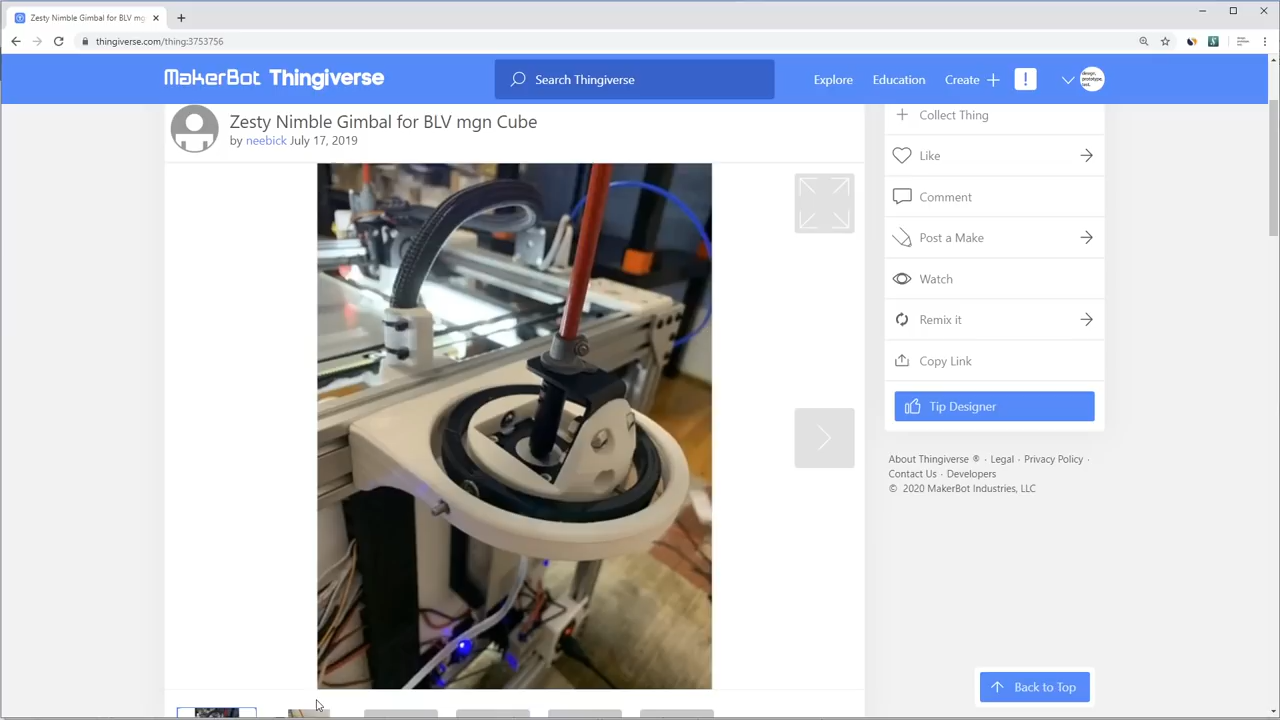 Zesty Nimble Gimbal for BLV mg
thingiverse.com/thing:3753756
MakerBot Thingiverse
Search Thingiverse
Explore
Education
Create
!
Zesty Nimble Gimbal for BLV mgn Cube
by neebick July 17, 2019
Collect Thing
Like
Comment
Post a Make
Watch
Remix it
Copy Link
Tip Designer
About Thingiverse ® · Legal · Privacy Policy ·
Contact Us · Developers
© 2020 MakerBot Industries, LLC
Back to Top